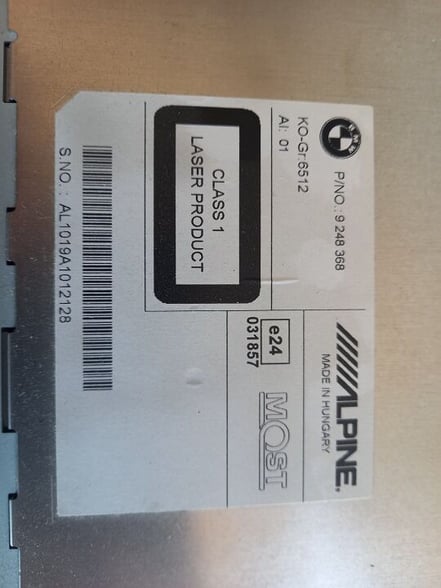 BMW
P/NO.: 9 248 368
KO-Gr:6512
AI: 01
ALPINE®
MADE IN HUNGARY
CLASS 1
LASER PRODUCT
e24
031857
MOST
S.NO. : AL1019A1012128